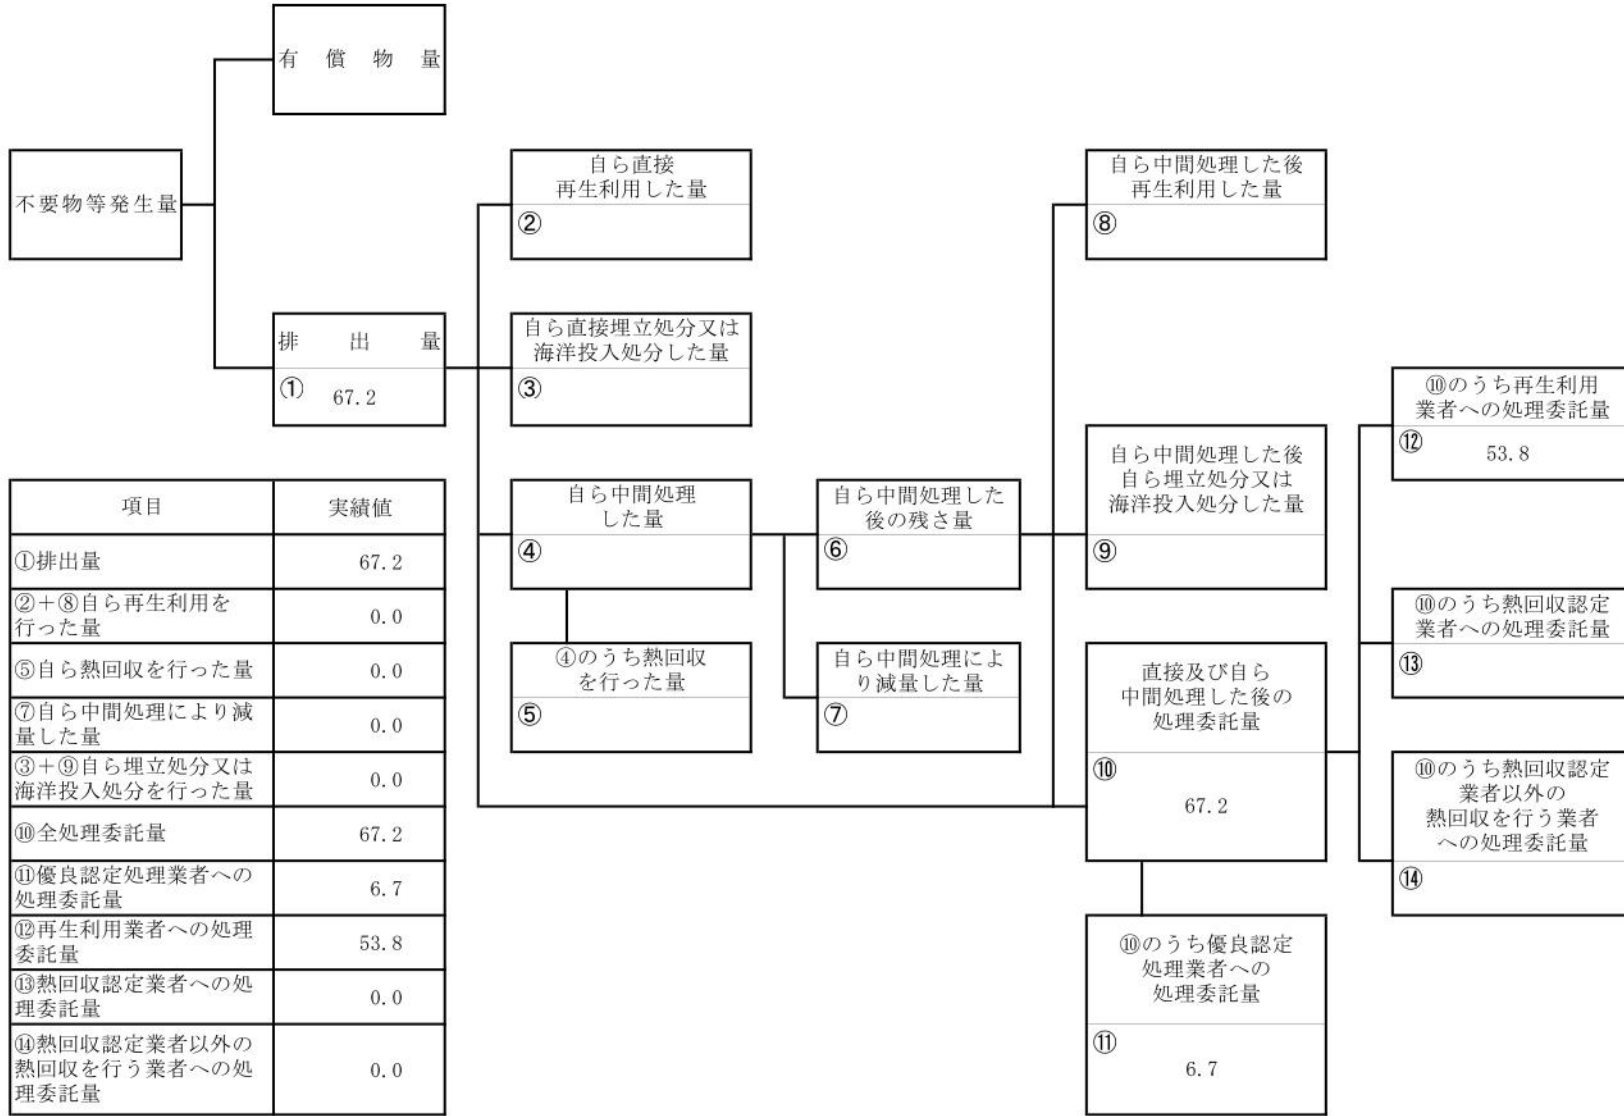 有償物量
不要物等発生量
排出量
① 67.2
自ら直接
再生利用した量
②
自ら直接埋立処分又は
海洋投入処分した量
③
自ら中間処理
した量
④
④のうち熱回収
を行った量
⑤
自ら中間処理した
後の残さ量
⑥
自ら中間処理によ
り減量した量
⑦
自ら中間処理した後
再生利用した量
⑧
自ら中間処理した後
自ら埋立処分又は
海洋投入処分した量
⑨
直接及び自ら
中間処理した後の
処理委託量
⑩
67.2
⑩のうち優良認定
処理業者への
処理委託量
⑪
6.7
⑩のうち再生利用
業者への処理委託量
⑫
53.8
⑩のうち熱回収認定
業者への処理委託量
⑬
⑩のうち熱回収認定
業者以外の
熱回収を行う業者
への処理委託量
⑭
項目 実績値
①排出量 67.2
②+⑧自ら再生利用を
行った量 0.0
⑤自ら熱回収を行った量 0.0
⑦自ら中間処理により減
量した量 0.0
③+⑨自ら埋立処分又は
海洋投入処分を行った量 0.0
⑩全処理委託量 67.2
⑪優良認定処理業者への
処理委託量 6.7
⑫再生利用業者への処理
委託量 53.8
⑬熱回収認定業者への処
理委託量 0.0
⑭熱回収認定業者以外の
熱回収を行う業者への処
理委託量 0.0